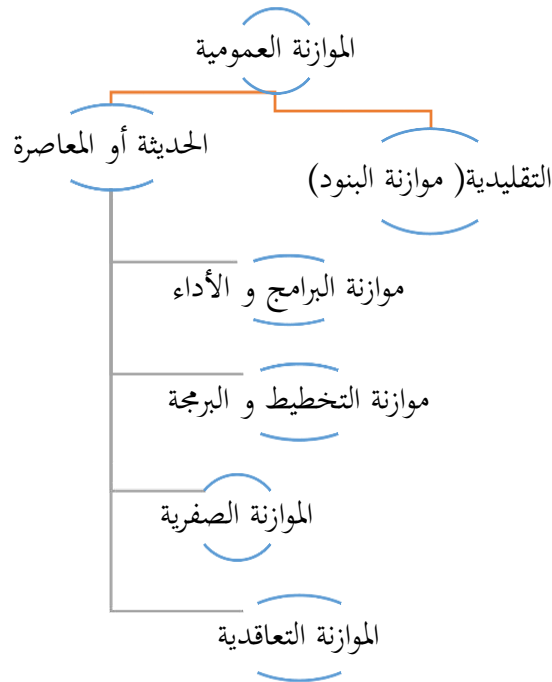 الموازنة العمومية
التقليدية( موازنة البنود)
الحديثة أو المعاصرة
موازنة البرامج و الأداء
موازنة التخطيط و البرمجة
الموازنة الصفرية
الموازنة التعاقدية